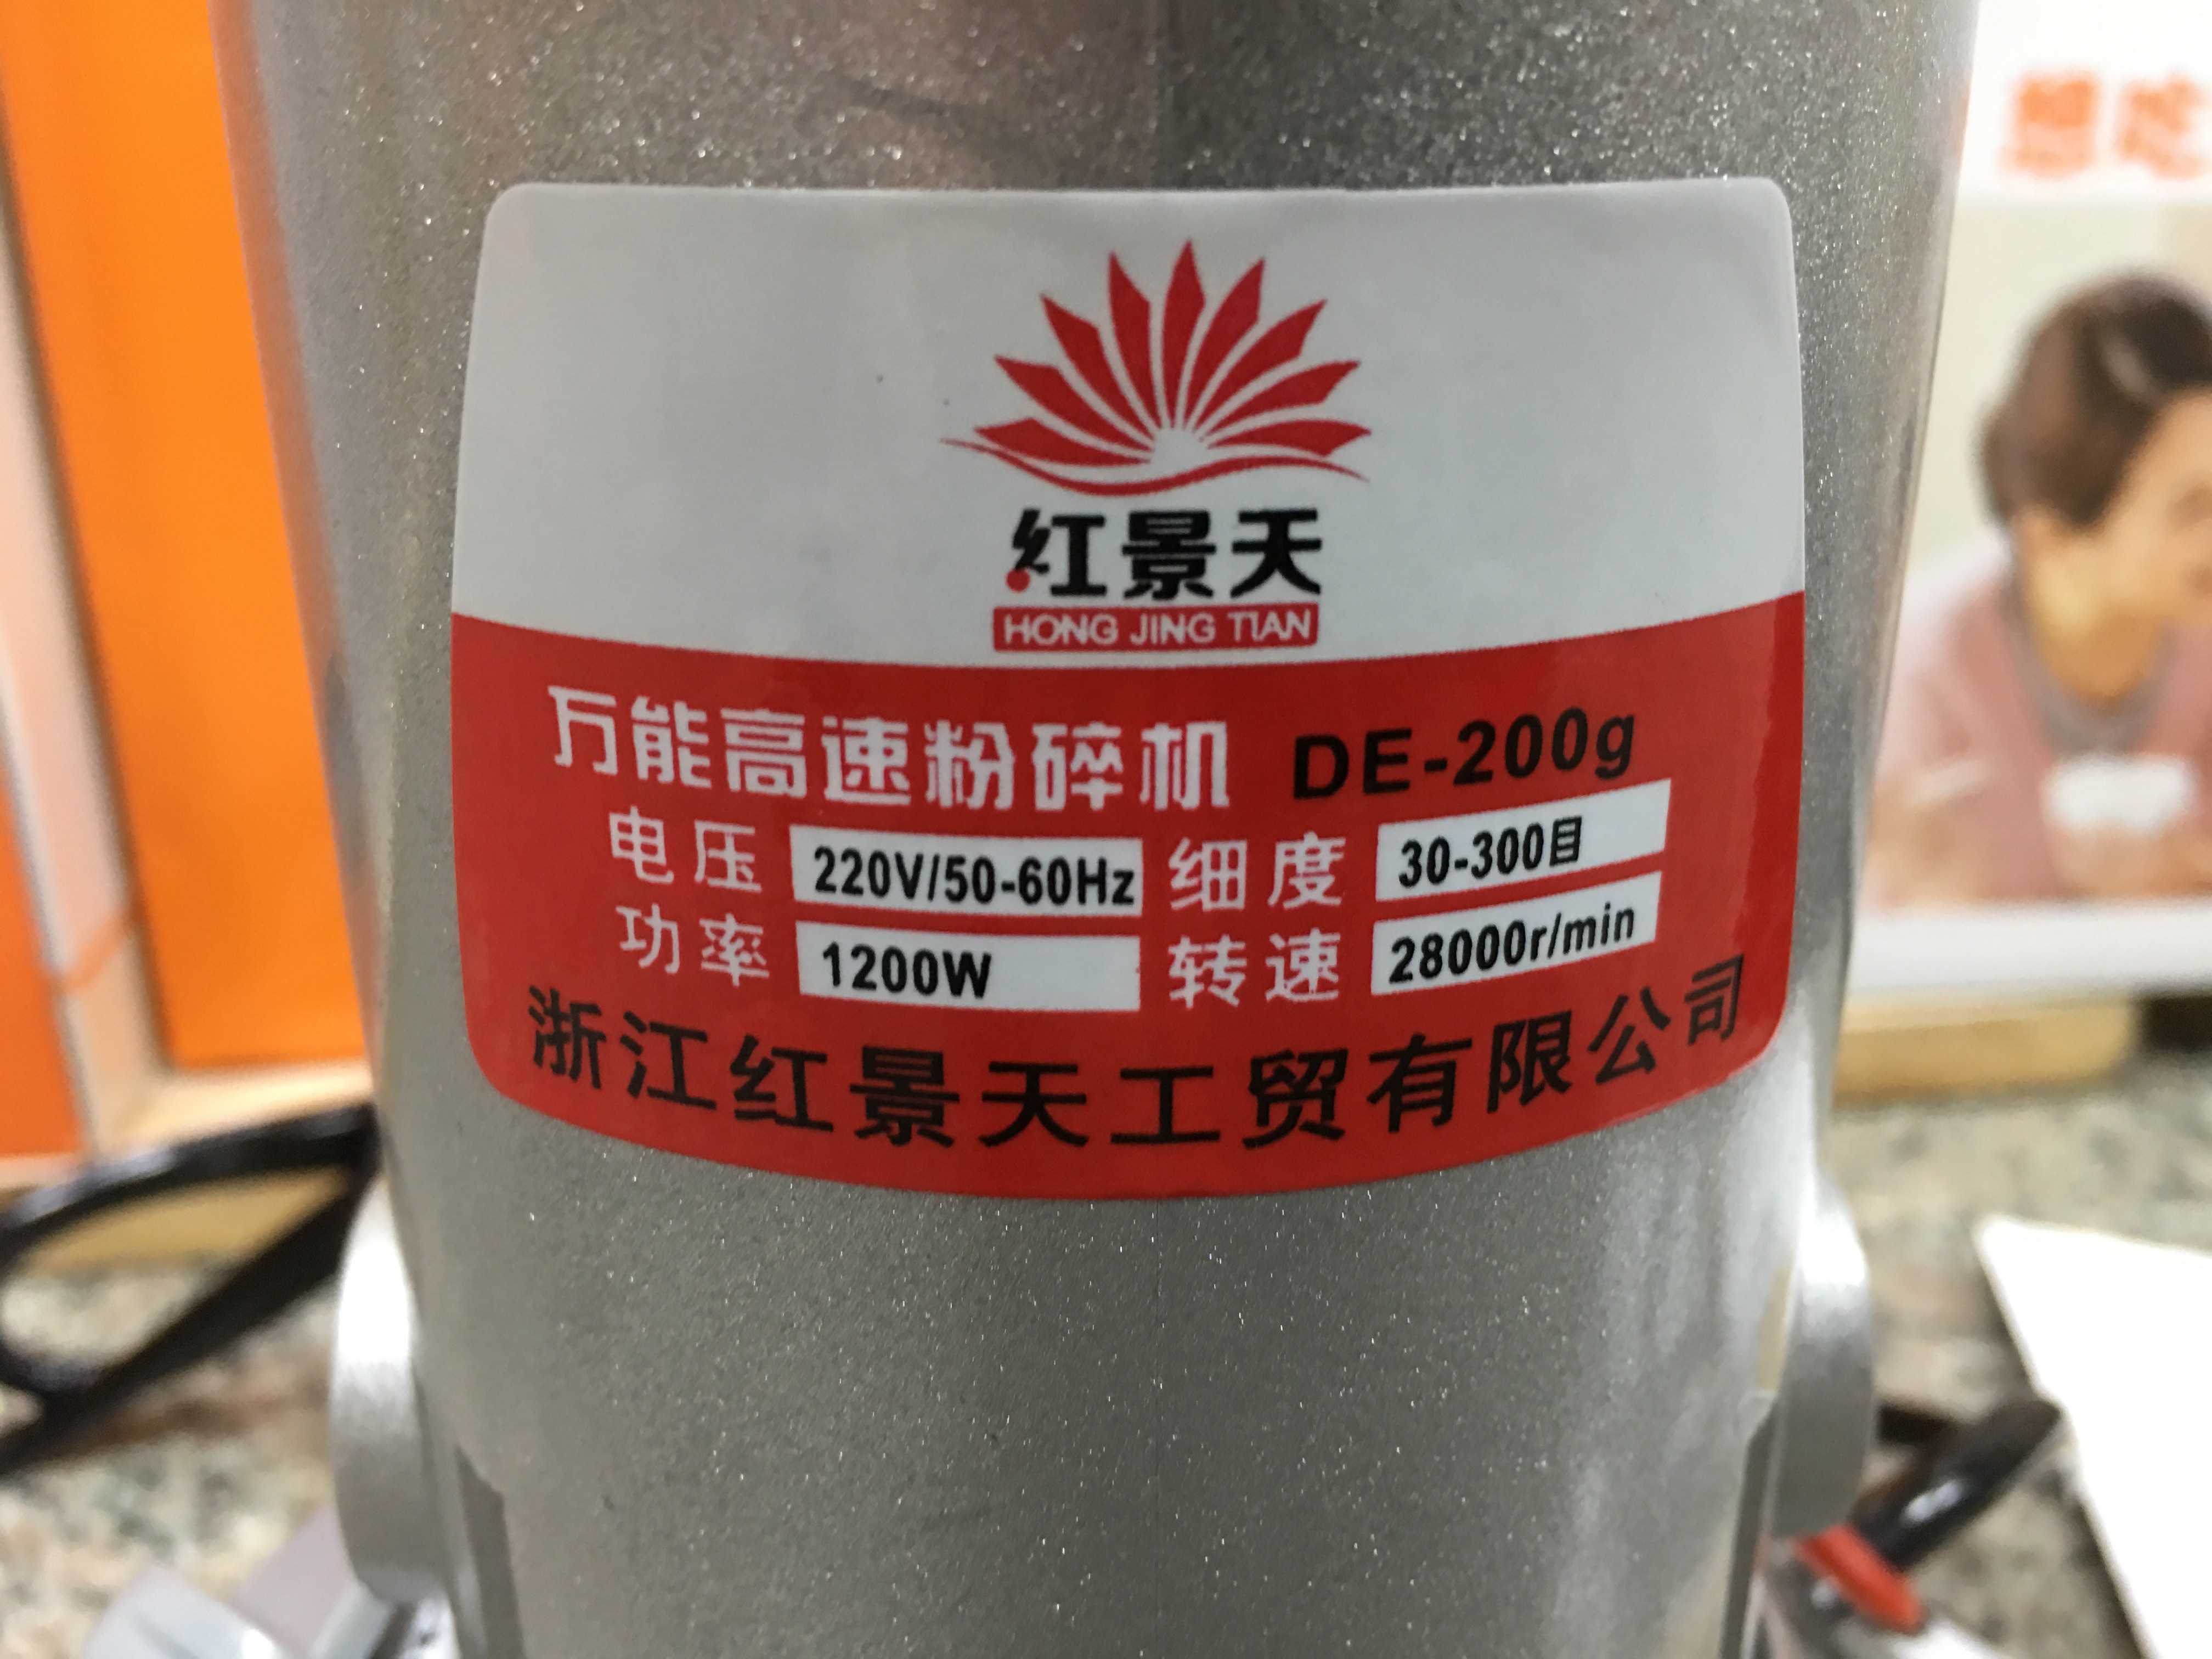 红景天
HONG JING TIAN
万能高速粉碎机 DE-200g
电压 220V/50-60Hz 细度 30-300目
功率 1200W 转速 28000r/min
浙江红景天工贸有限公司